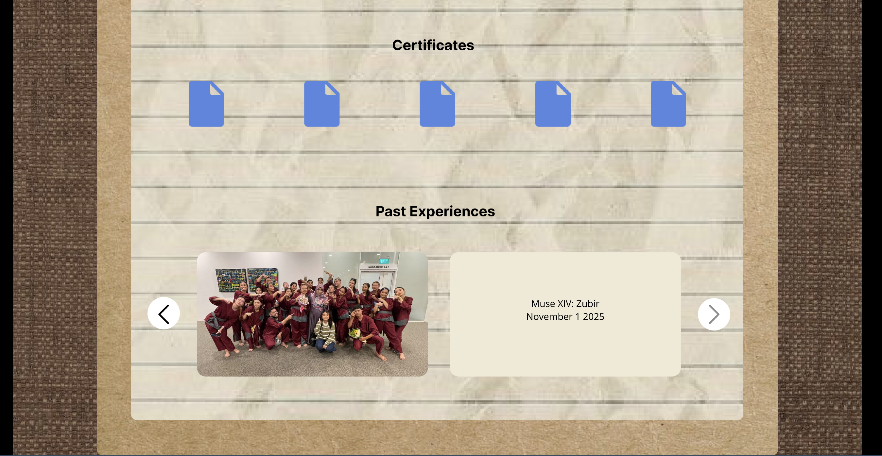 Certificates
Past Experiences
Muse XIV: Zubir
November 1 2025